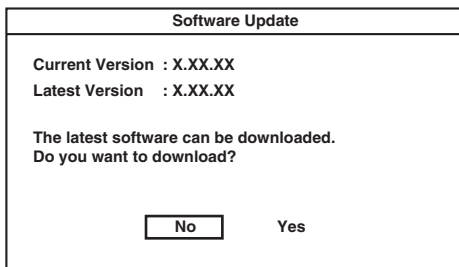 Software Update
Current Version : X.XX.XX
Latest Version : X.XX.XX
The latest software can be downloaded.
Do you want to download?
No Yes